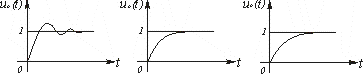 uₒ(t) uₒ(t) uₒ(t)
1 1 1
0 t 0 t 0 t